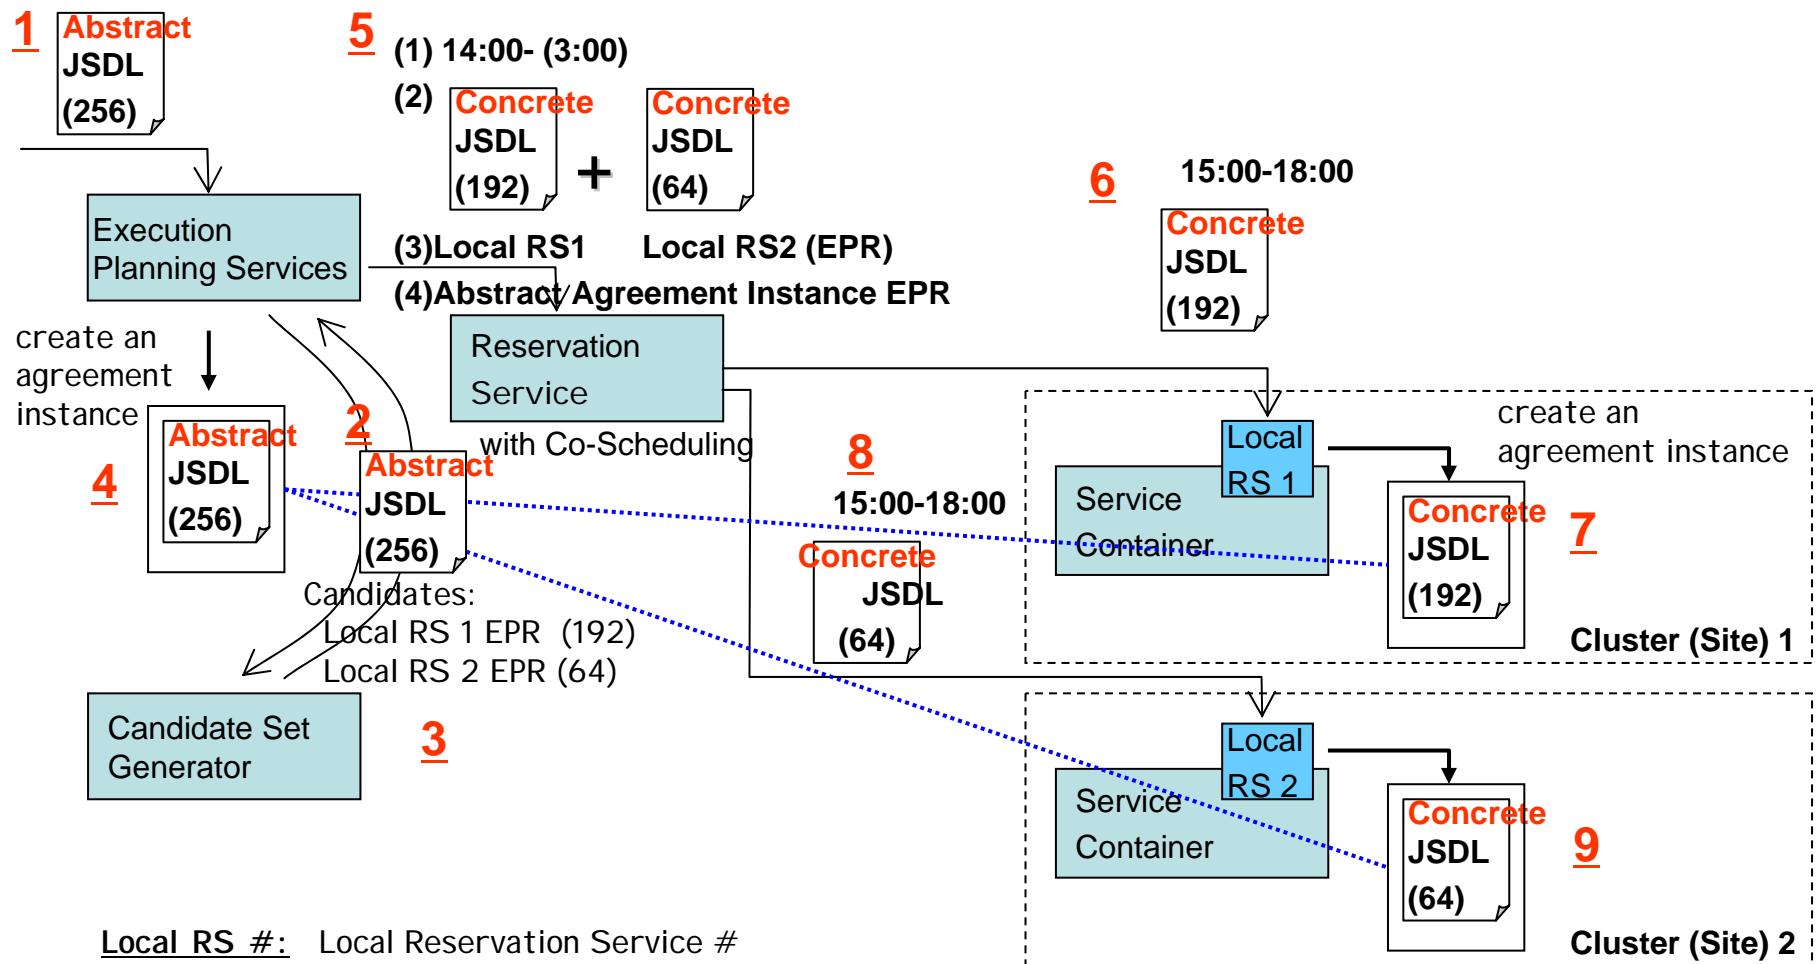 1
Abstract
JSDL
(256)
5
(1) 14:00- (3:00)
(2)
Concrete
JSDL
(192)
+
Concrete
JSDL
(64)
(3)Local RS1 Local RS2 (EPR)
(4)Abstract Agreement Instance EPR
6
15:00-18:00
Concrete
JSDL
(192)
Execution
Planning Services
create an
agreement
instance
Reservation
Service
with Co-Scheduling
4
Abstract
JSDL
(256)
2
Abstract
JSDL
(256)
Candidates:
Local RS 1 EPR (192)
Local RS 2 EPR (64)
Candidate Set
Generator
3
8
15:00-18:00
Concrete
JSDL
(64)
Local
RS 1
Service
Container
create an
agreement instance
Concrete
JSDL
(192)
7
Cluster (Site) 1
Local
RS 2
Service
Container
Concrete
JSDL
(64)
9
Cluster (Site) 2
Local RS #: Local Reservation Service #